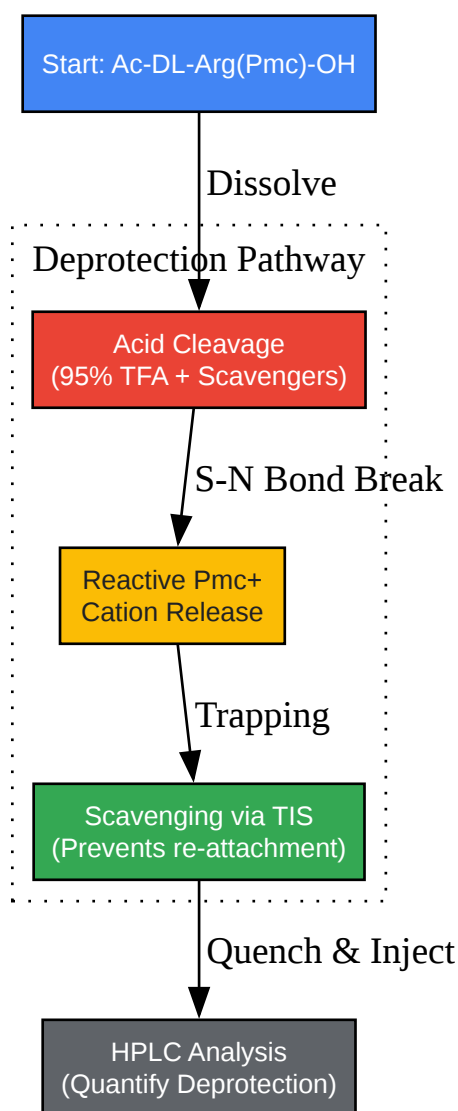 Start: Ac-DL-Arg(Pmc)-OH
Dissolve
Deprotection Pathway
Acid Cleavage
(95% TFA + Scavengers)
S-N Bond Break
Reactive Pmc+
Cation Release
Trapping
Scavenging via TIS
(Prevents re-attachment)
Quench & Inject
HPLC Analysis
(Quantify Deprotection)